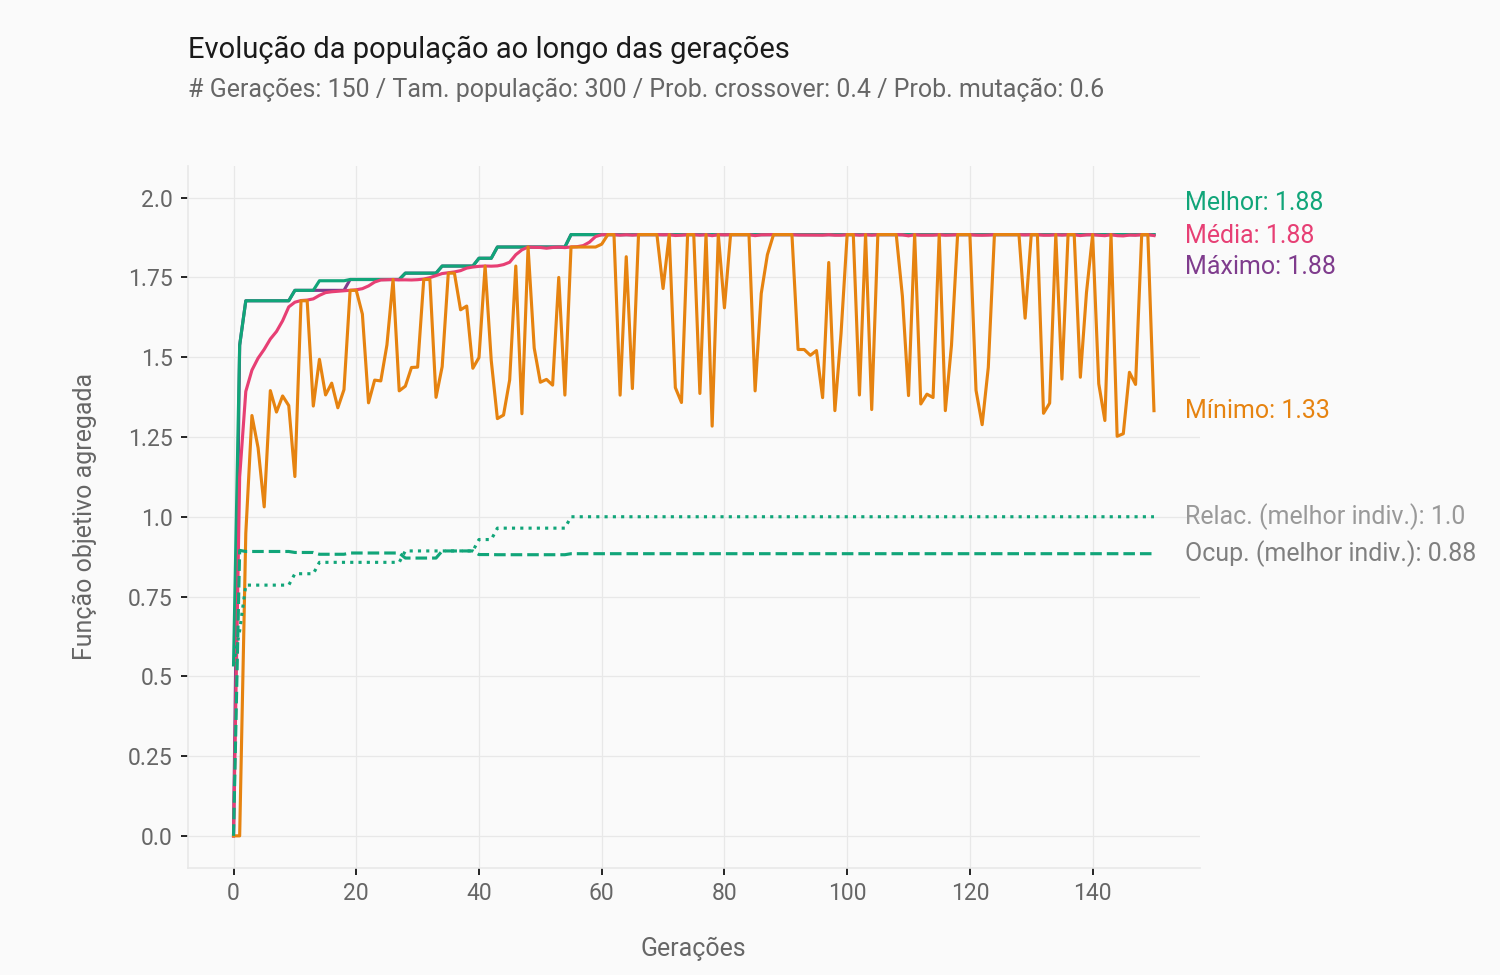 Evolução da população ao longo das gerações
# Gerações: 150 / Tam. população: 300 / Prob. crossover: 0.4 / Prob. mutação: 0.6
Função objetivo agregada
2.0
1.75
1.5
1.25
1.0
0.75
0.5
0.25
0.0
Melhor: 1.88
Média: 1.88
Máximo: 1.88
Mínimo: 1.33
Relac. (melhor indiv.): 1.0
Ocup. (melhor indiv.): 0.88
0 20 40 60 80 100 120 140
Gerações